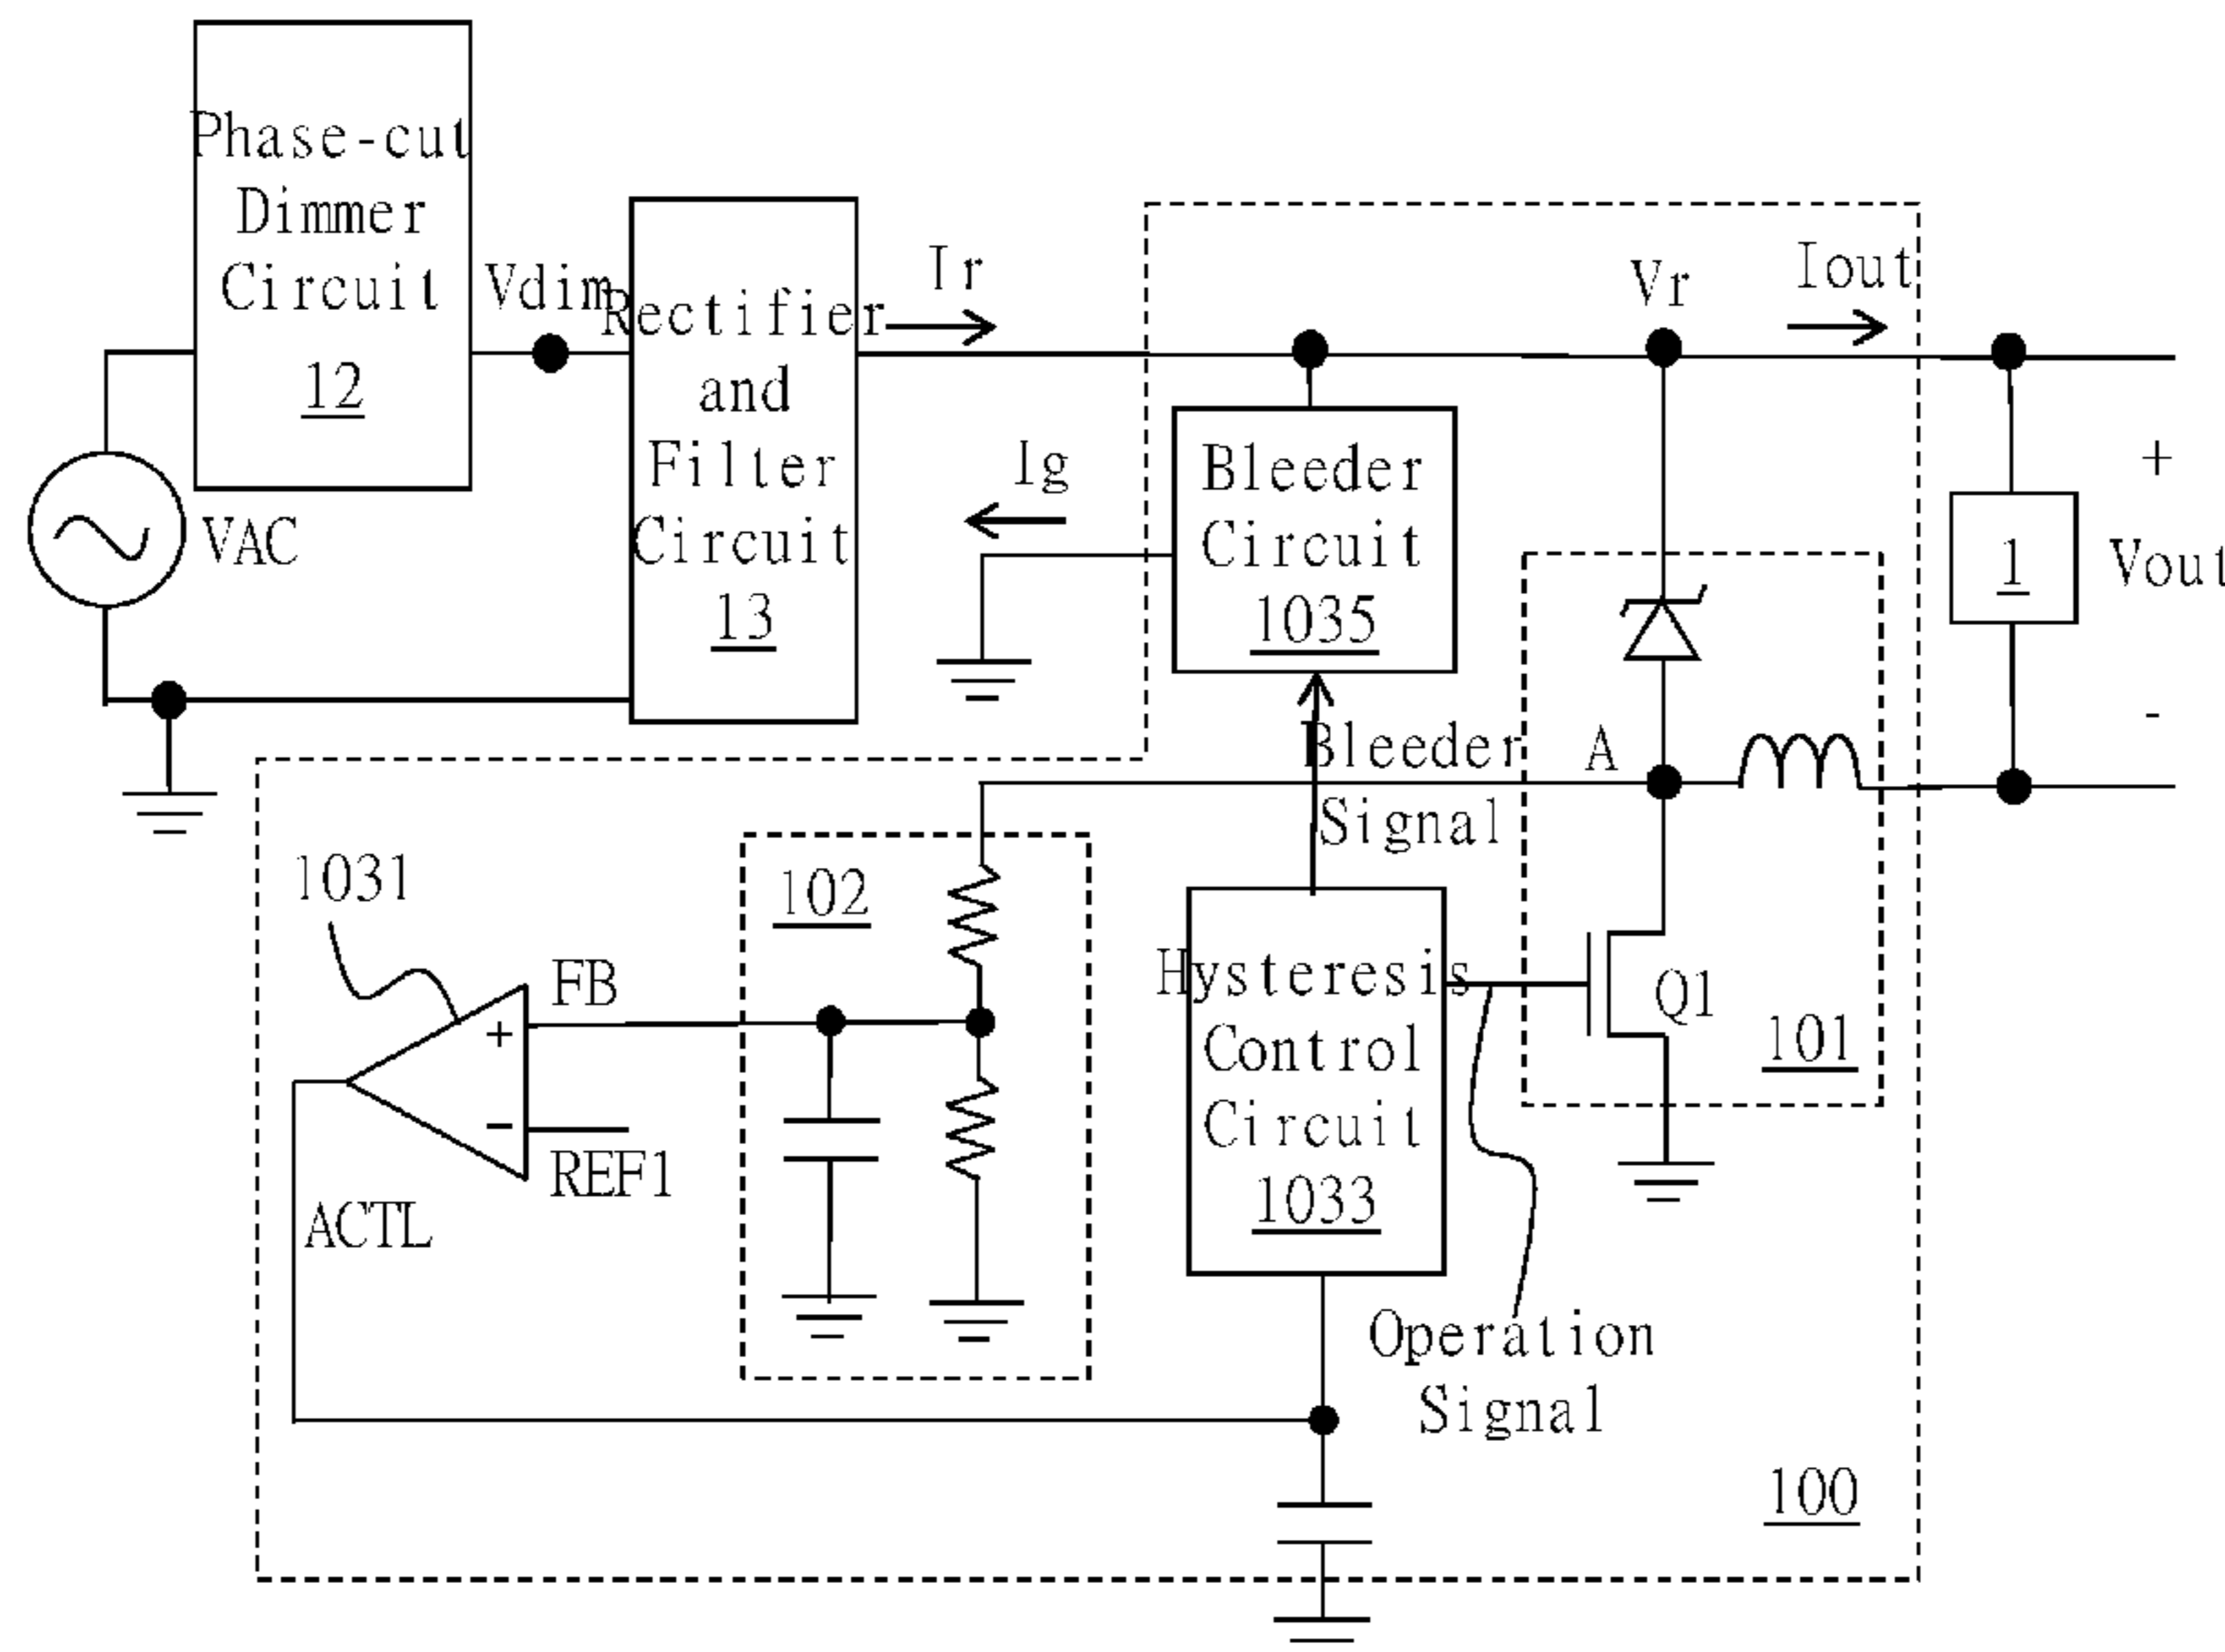 Phase-cut
Dimmer
Circuit
12
VAC
Vdim
Rectifier
and
Filter
Circuit
13
Ir
Ig
Bleeder
Circuit
1035
Vr
Iout
+
1
Vout
-
Bleeder
Signal
A
1031
102
FB
+
-
REF1
ACTL
Hysteresis
Control
Circuit
1033
Q1
101
Operation
Signal
100